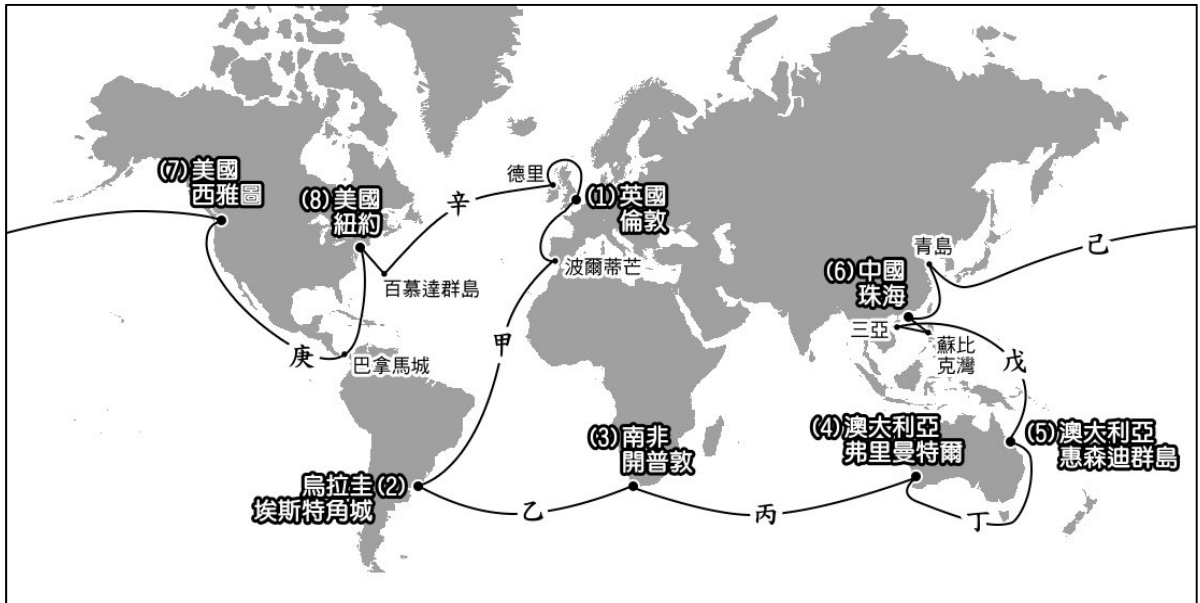 (7)美國
西雅圖
(8)美國
紐約
德里
辛
(1)英國
倫敦
百慕達群島
波爾蒂芒
青島
己
(6)中國
珠海
三亞
蘇比
克灣
戊
甲
庚
巴拿馬城
(3)南非
開普敦
(4)澳大利亞
弗里曼特爾
(5)澳大利亞
惠森迪群島
烏拉圭(2)
埃斯特角城
乙
丙
丁